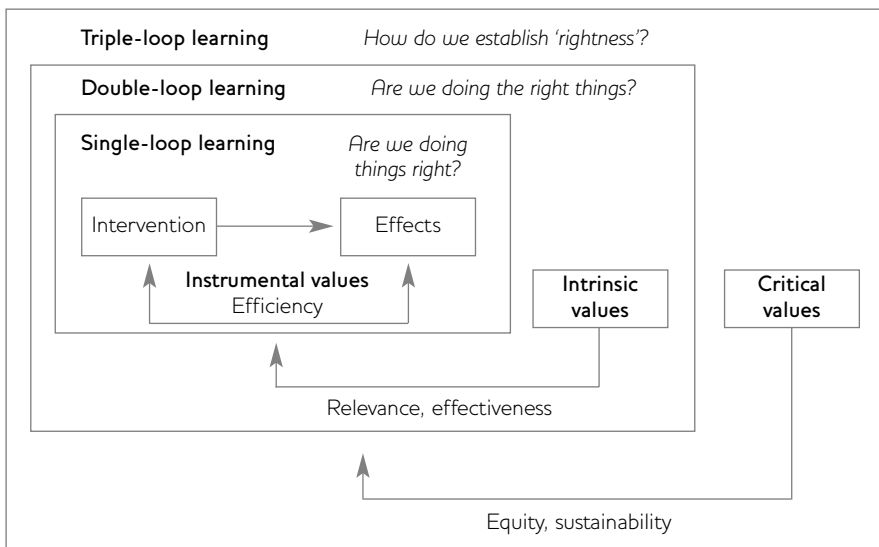 Triple-loop learning How do we establish ‘rightness’?
Double-loop learning Are we doing the right things?
Single-loop learning Are we doing
things right?
Intervention Effects
Instrumental values
Efficiency
Intrinsic
values
Critical
values
Relevance, effectiveness
Equity, sustainability